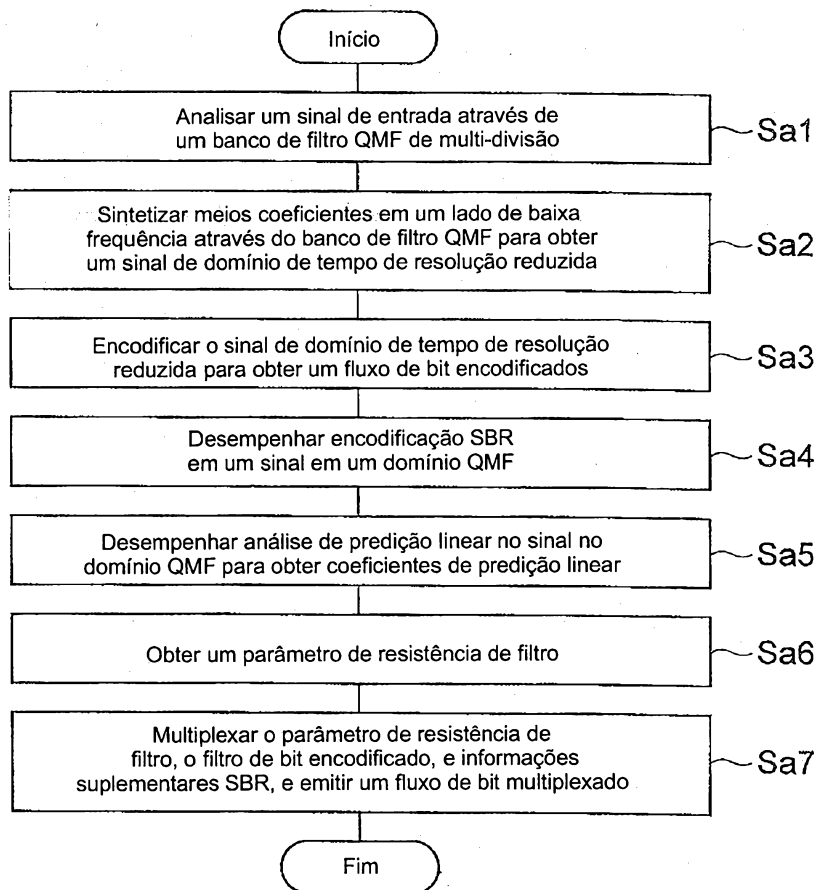 Início
Analisar um sinal de entrada através de
um banco de filtro QMF de multi-divisão
Sa1
Sintetizar meios coeficientes em um lado de baixa
frequência através do banco de filtro QMF para obter
um sinal de domínio de tempo de resolução reduzida
Sa2
Encodificar o sinal de domínio de tempo de resolução
reduzida para obter um fluxo de bit encodificados
Sa3
Desempenhar encodificação SBR
em um sinal em um domínio QMF
Sa4
Desempenhar análise de predição linear no sinal no
domínio QMF para obter coeficientes de predição linear
Sa5
Obter um parâmetro de resistência de filtro
Sa6
Multiplexar o parâmetro de resistência de
filtro, o filtro de bit encodificado, e informações
suplementares SBR, e emitir um fluxo de bit multiplexado
Sa7
Fim